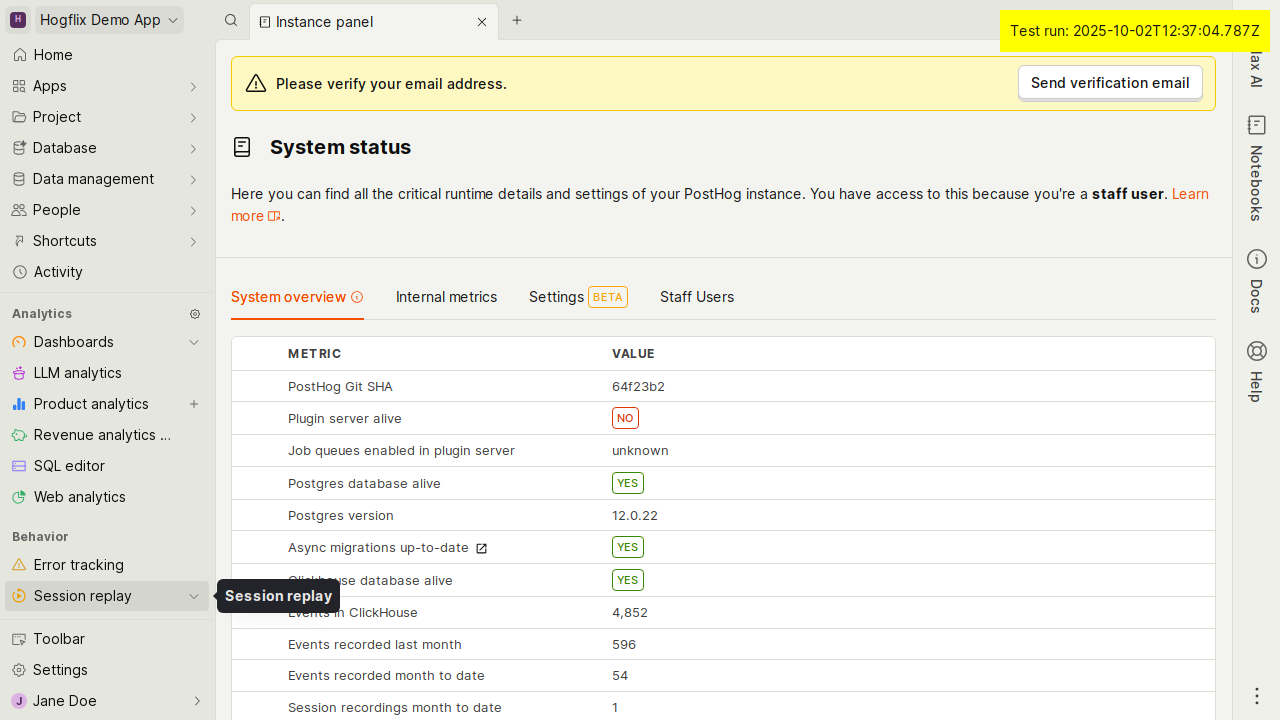 H
Hogflix Demo App
Instance panel
Test run: 2025-10-02T12:37:04.787Z
Home
Apps
Project
Database
Data management
People
Shortcuts
Activity
Analytics
Dashboards
LLM analytics
Product analytics
Revenue analytics ...
SQL editor
Web analytics
Behavior
Error tracking
Session replay
Toolbar
Settings
J
Jane Doe
Please verify your email address.
Send verification email
System status
Here you can find all the critical runtime details and settings of your PostHog instance. You have access to this because you're a staff user. Learn
more.
System overview
Internal metrics
Settings BETA
Staff Users
METRIC VALUE
PostHog Git SHA 64f23b2
Plugin server alive NO
Job queues enabled in plugin server unknown
Postgres database alive YES
Postgres version 12.0.22
Async migrations up-to-date YES
Clickhouse database alive YES
Session replay
Events in ClickHouse 4,852
Events recorded last month 596
Events recorded month to date 54
Session recordings month to date 1
AI
Notebooks
Docs
Help